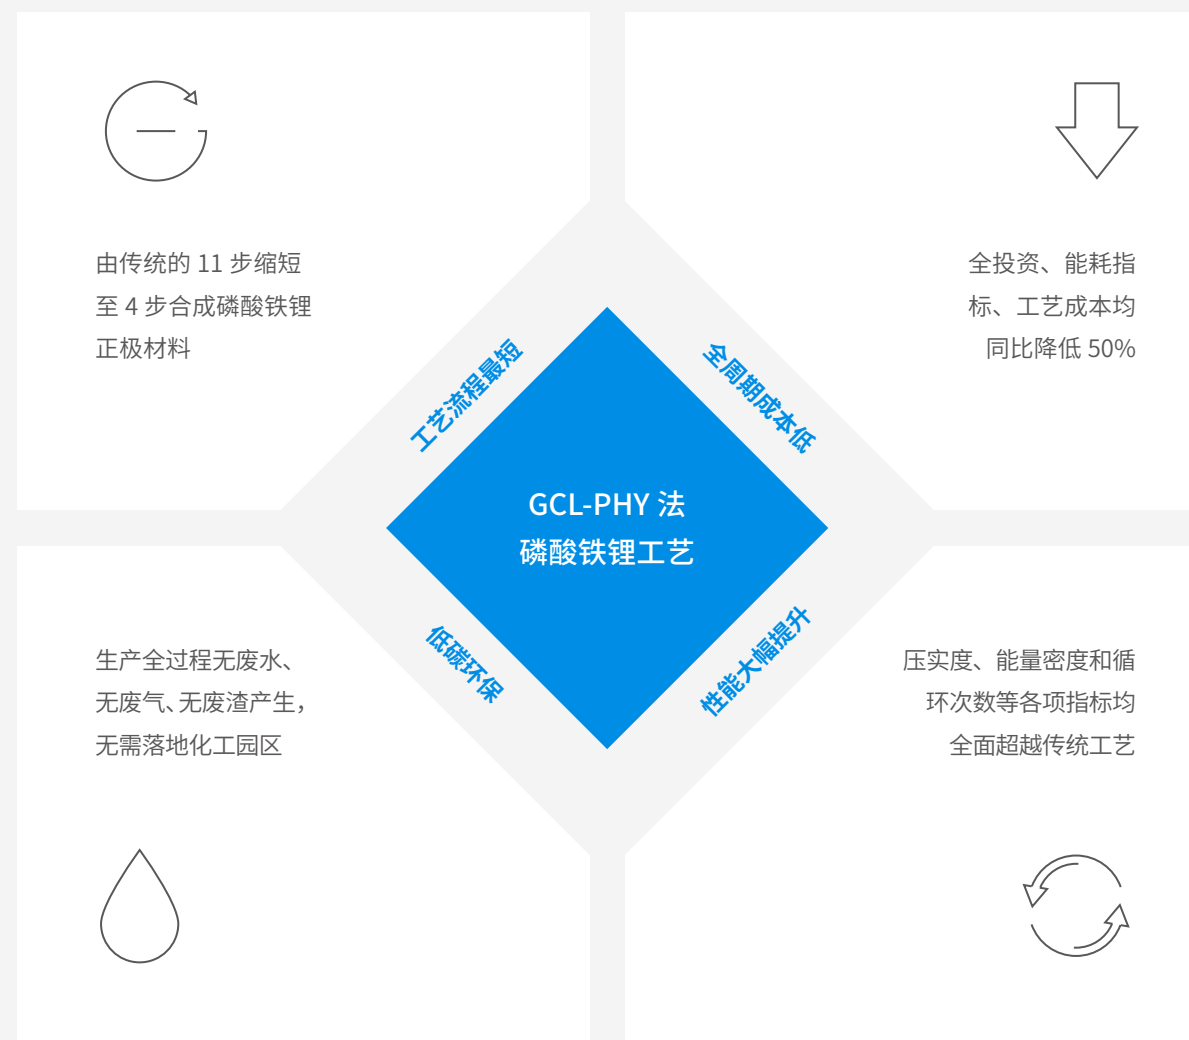 由传统的 11 步缩短
至 4 步合成磷酸铁锂
正极材料
全投资、能耗指
标、工艺成本均
同比降低 50%
工艺流程最短
全周期成本低
GCL-PHY 法
磷酸铁锂工艺
低碳环保
性能大幅提升
生产全过程无废水、
无废气、无废渣产生，
无需落地化工园区
压实度、能量密度和循
环次数等各项指标均
全面超越传统工艺